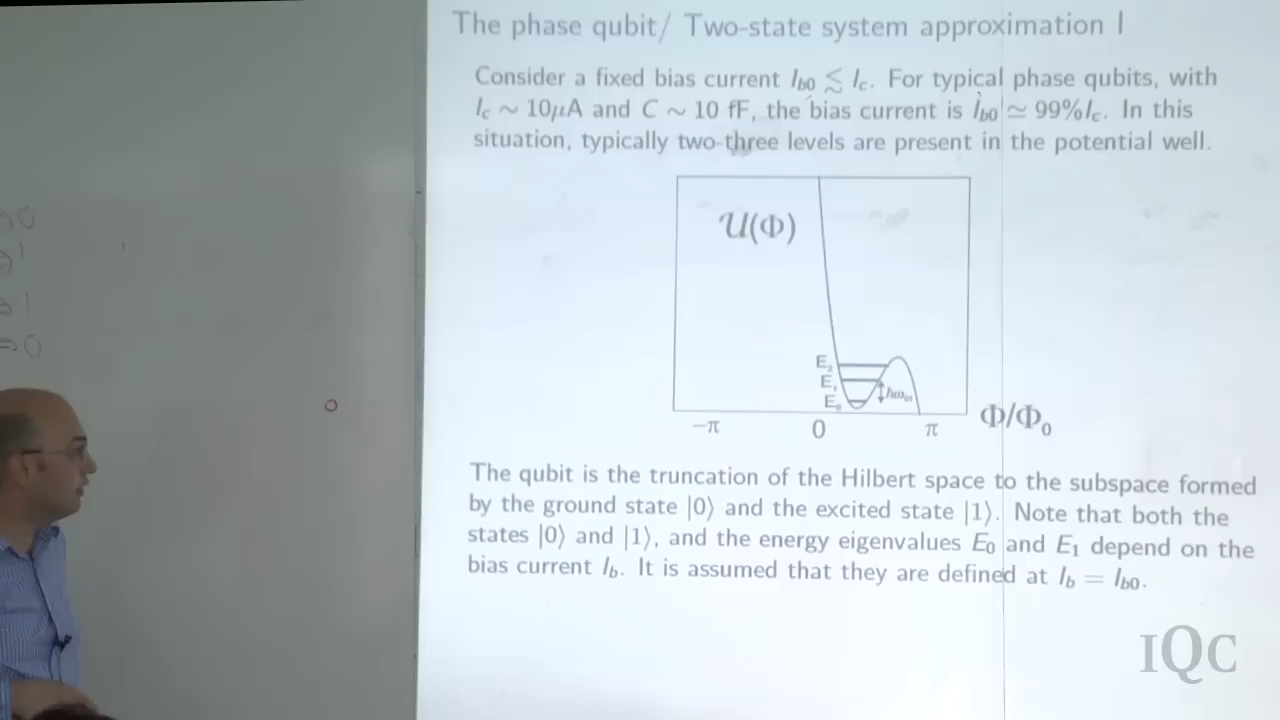 The phase qubit/ Two-state system approximation I
Consider a fixed bias current I_b0 ≲ I_c. For typical phase qubits, with
I_c ~ 10μA and C ~ 10 fF, the bias current is I_b0 ≃ 99%I_c. In this
situation, typically two-three levels are present in the potential well.
U(Φ)
E₂
E₁
E₀
ħω₀₁
−π
0
π
Φ/Φ₀
The qubit is the truncation of the Hilbert space to the subspace formed
by the ground state |0⟩ and the excited state |1⟩. Note that both the
states |0⟩ and |1⟩, and the energy eigenvalues E₀ and E₁ depend on the
bias current I_b. It is assumed that they are defined at I_b = I_b0.
IQC